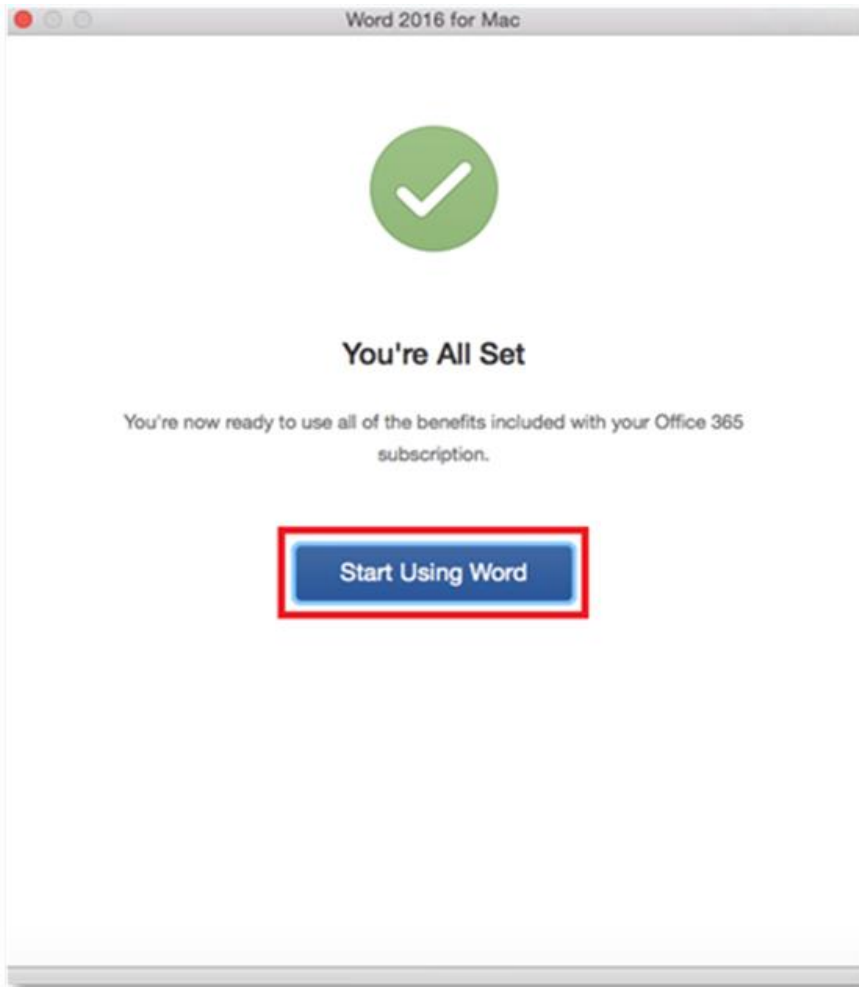 Word 2016 for Mac
You're All Set
You're now ready to use all of the benefits included with your Office 365
subscription.
Start Using Word